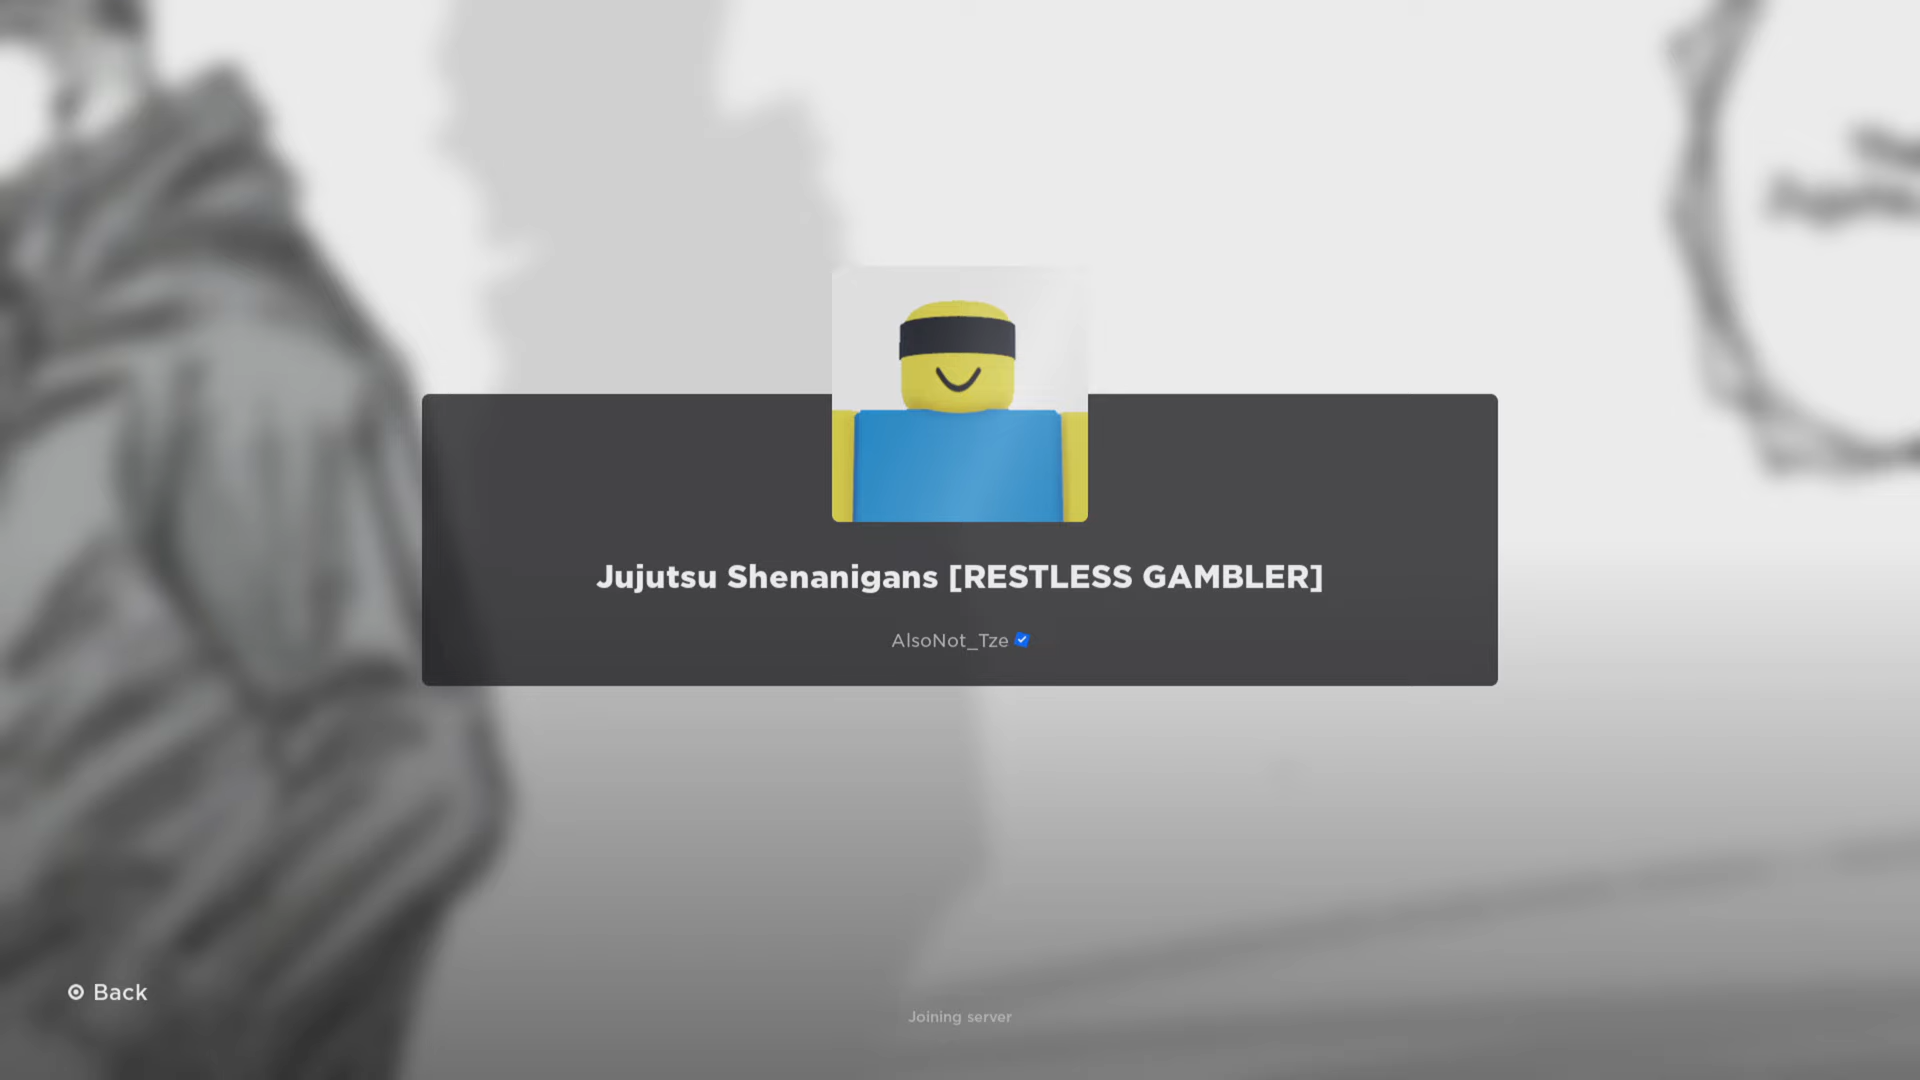 Jujutsu Shenanigans [RESTLESS GAMBLER]
AlsoNot_Tze
Back
Joining server